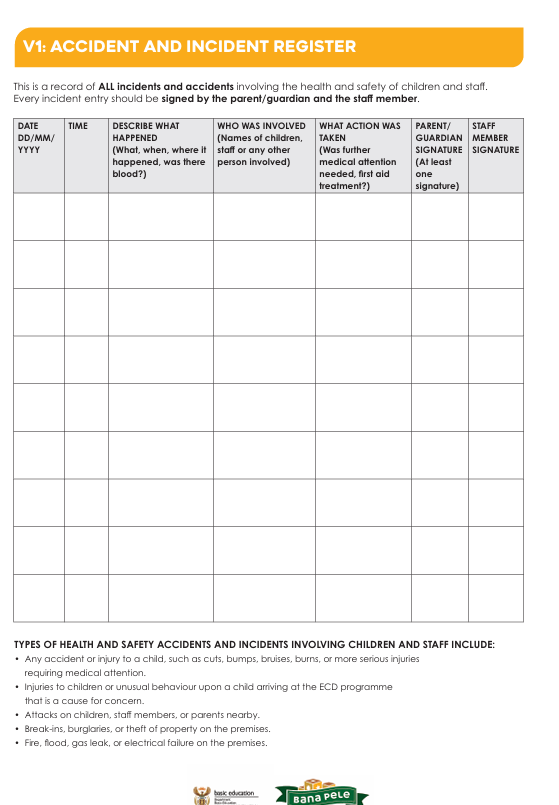 V1: ACCIDENT AND INCIDENT REGISTER
This is a record of ALL incidents and accidents involving the health and safety of children and staff.
Every incident entry should be signed by the parent/guardian and the staff member.
DATE
DD/MM/
YYYY
TIME
DESCRIBE WHAT
HAPPENED
(What, when, where it
happened, was there
blood?)
WHO WAS INVOLVED
(Names of children,
staff or any other
person involved)
WHAT ACTION WAS
TAKEN
(Was further
medical attention
needed, first aid
treatment?)
PARENT/
GUARDIAN
SIGNATURE
(At least
one
signature)
STAFF
MEMBER
SIGNATURE
TYPES OF HEALTH AND SAFETY ACCIDENTS AND INCIDENTS INVOLVING CHILDREN AND STAFF INCLUDE:
• Any accident or injury to a child, such as cuts, bumps, bruises, burns, or more serious injuries
requiring medical attention.
• Injuries to children or unusual behaviour upon a child arriving at the ECD programme
that is a cause for concern.
• Attacks on children, staff members, or parents nearby.
• Break-ins, burglaries, or theft of property on the premises.
• Fire, flood, gas leak, or electrical failure on the premises.
basic education
BANA PELE